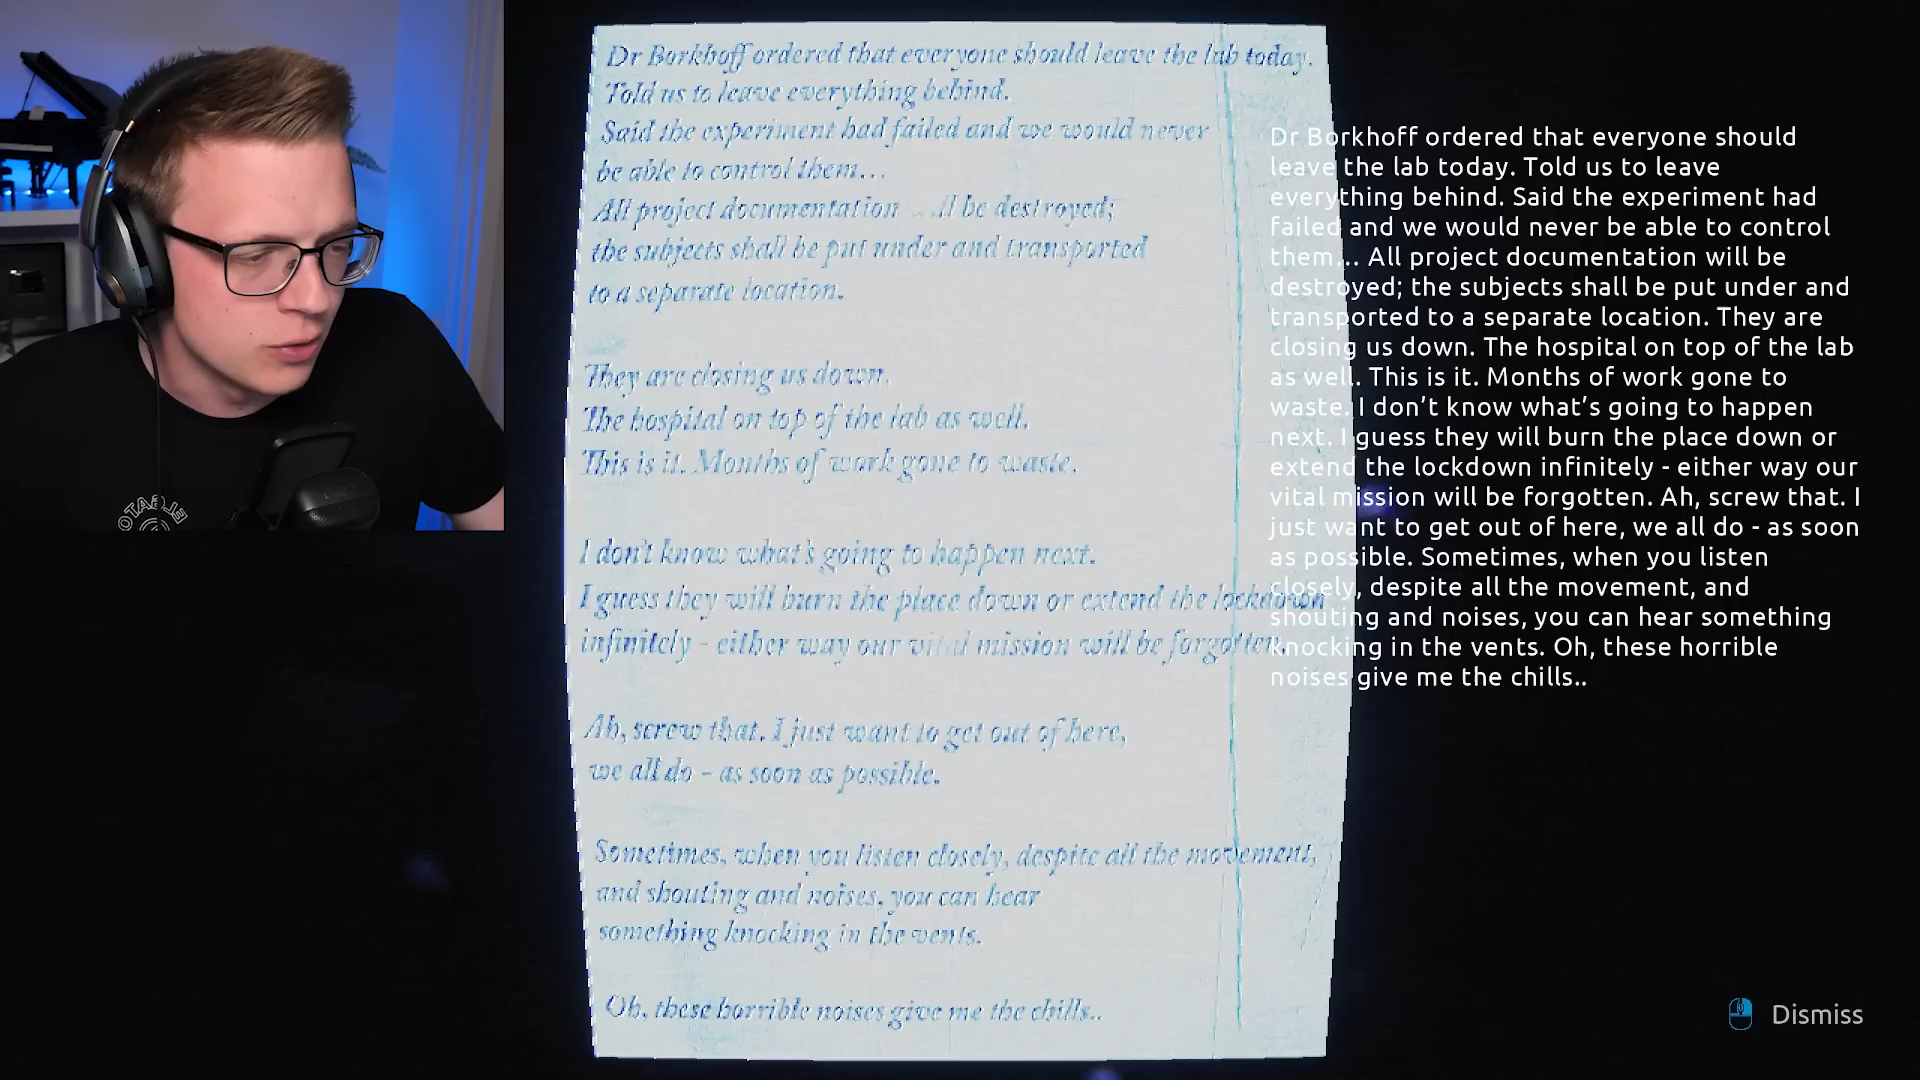 Dr Borkhoff ordered that everyone should leave the lab today.
Told us to leave everything behind.
Said the experiment had failed and we would never
be able to control them...
All project documentation ...ll be destroyed;
the subjects shall be put under and transported
to a separate location.
They are closing us down.
The hospital on top of the lab as well.
This is it. Months of work gone to waste.
I don't know what's going to happen next.
I guess they will burn the place down or extend the lockdown
infinitely - either way our vital mission will be forgotten.
Ah, screw that. I just want to get out of here,
we all do - as soon as possible.
Sometimes, when you listen closely, despite all the movement,
and shouting and noises, you can hear
something knocking in the vents.
Oh, these horrible noises give me the chills..
Dr Borkhoff ordered that everyone should
leave the lab today. Told us to leave
everything behind. Said the experiment had
failed and we would never be able to control
them... All project documentation will be
destroyed; the subjects shall be put under and
transported to a separate location. They are
closing us down. The hospital on top of the lab
as well. This is it. Months of work gone to
waste. I don't know what's going to happen
next. I guess they will burn the place down or
extend the lockdown infinitely - either way our
vital mission will be forgotten. Ah, screw that. I
just want to get out of here, we all do - as soon
as possible. Sometimes, when you listen
closely, despite all the movement, and
shouting and noises, you can hear something
knocking in the vents. Oh, these horrible
noises give me the chills..
Dismiss
ELGATO